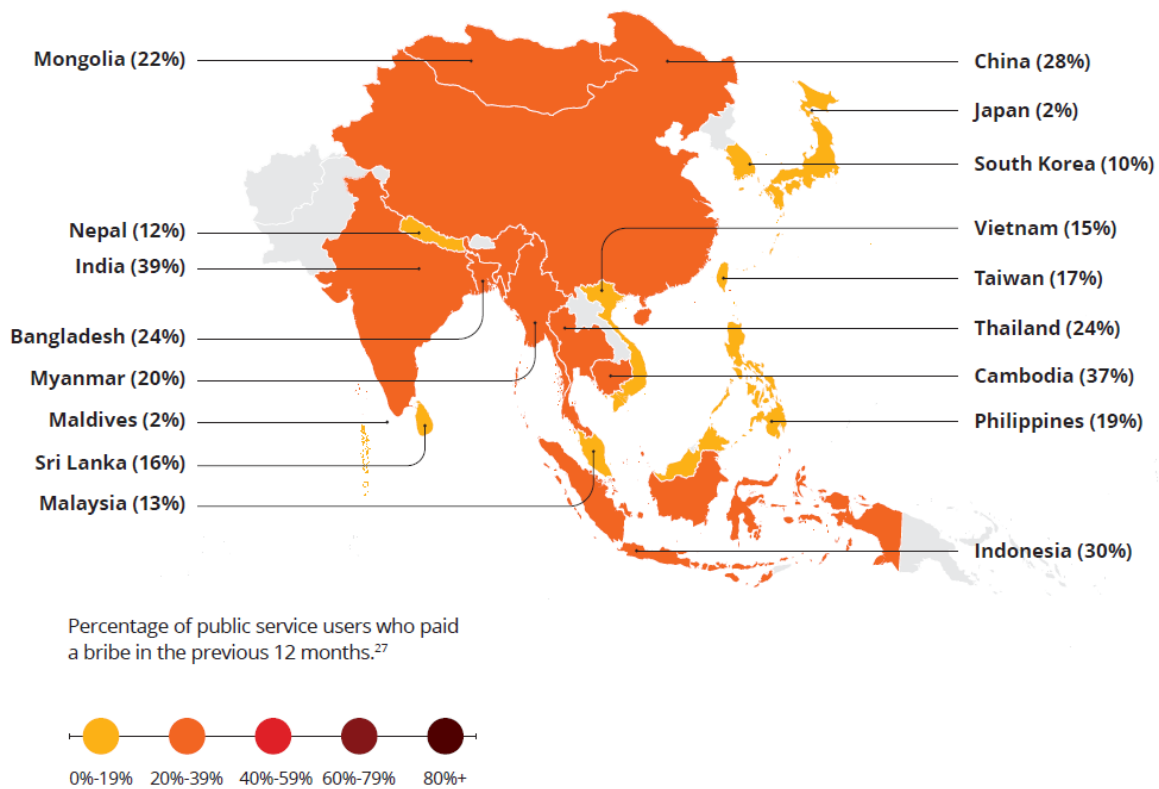 Mongolia (22%)
China (28%)
Japan (2%)
South Korea (10%)
Nepal (12%)
Vietnam (15%)
India (39%)
Taiwan (17%)
Bangladesh (24%)
Thailand (24%)
Myanmar (20%)
Cambodia (37%)
Maldives (2%)
Philippines (19%)
Sri Lanka (16%)
Malaysia (13%)
Indonesia (30%)
Percentage of public service users who paid
a bribe in the previous 12 months.27
0%-19% 20%-39% 40%-59% 60%-79% 80%+